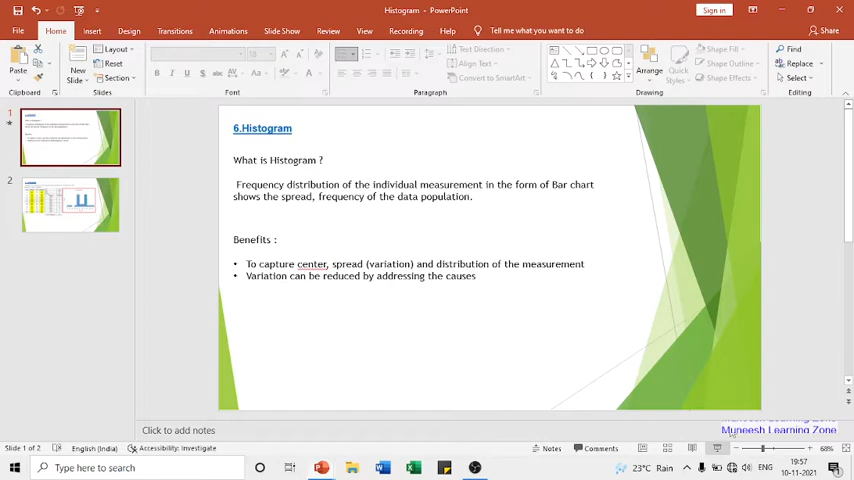 Histogram - PowerPoint
Sign in
File Home Insert Design Transitions Animations Slide Show Review View Recording Help Tell me what you want to do Share
Paste
New Slide
Layout
Reset
Section
18
Text Direction
Align Text
Convert to SmartArt
Arrange
Quick Styles
Shape Fill
Shape Outline
Shape Effects
Find
Replace
Select
Clipboard Slides Font Paragraph Drawing Editing
1
2
6.Histogram
What is Histogram ?
Frequency distribution of the individual measurement in the form of Bar chart
shows the spread, frequency of the data population.
Benefits :
• To capture center, spread (variation) and distribution of the measurement
• Variation can be reduced by addressing the causes
Click to add notes
Muneesh Learning Zone
Muneesh Learning Zone
Slide 1 of 2 English (India) Accessibility: Investigate Notes Comments 68%
Type here to search
23°C Rain
ENG
19:57
10-11-2021